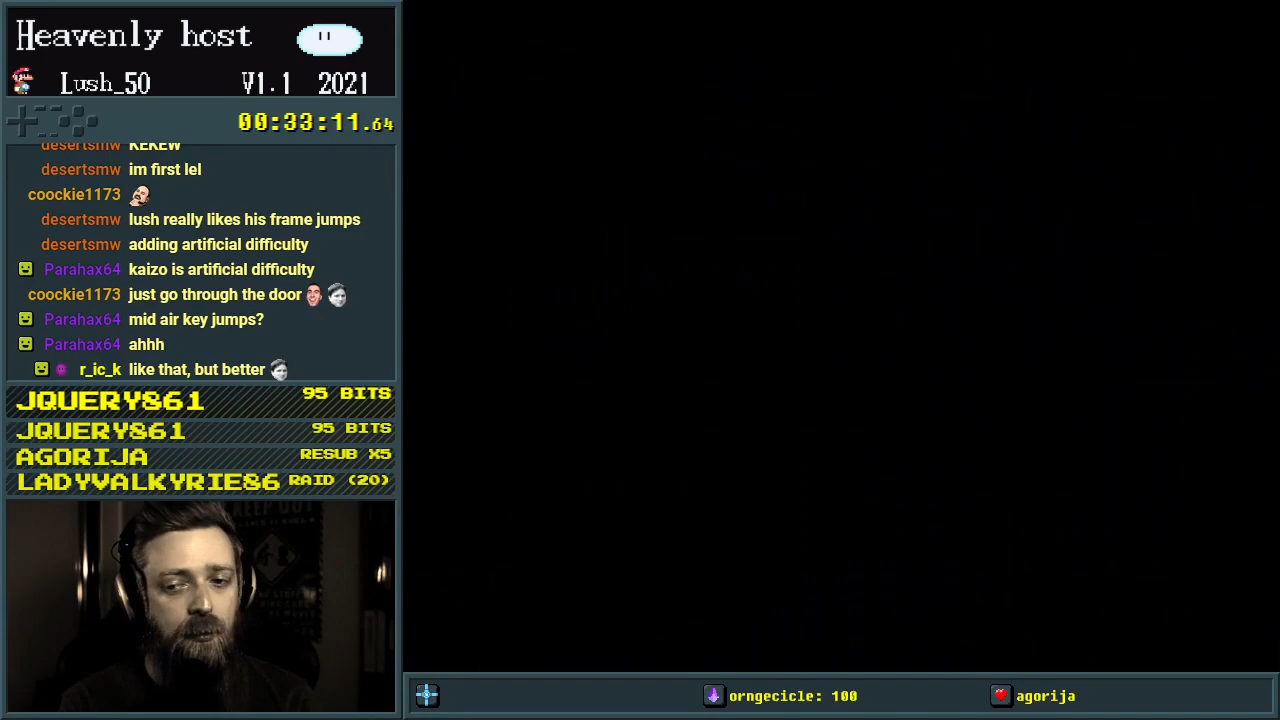 Heavenly host
Lush_50 V1.1 2021
00:33:11.64
desertsmw KEKEW
desertsmw im first lel
coockie1173
desertsmw lush really likes his frame jumps
desertsmw adding artificial difficulty
Parahax64 kaizo is artificial difficulty
coockie1173 just go through the door
Parahax64 mid air key jumps?
Parahax64 ahhh
r_ic_k like that, but better
JQUERY861 95 BITS
JQUERY861 95 BITS
AGORIJA RESUB X5
LADYVALKYRIE86 RAID (20)
KEEP OUT
orngecicle: 100 agorija